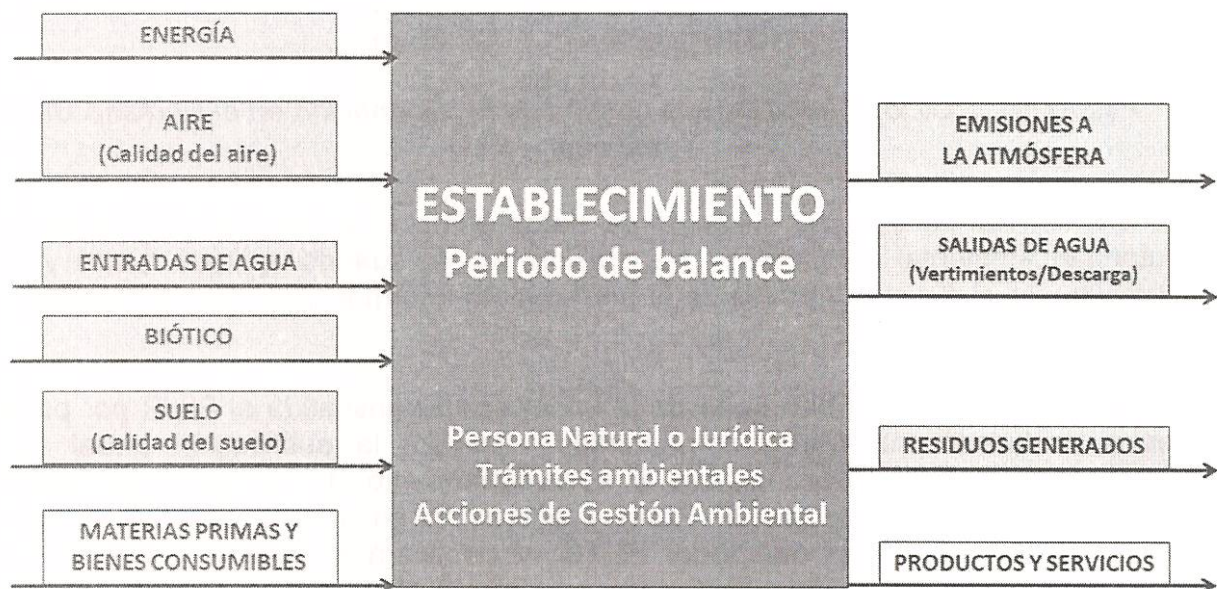 ENERGÍA
AIRE
(Calidad del aire)
ENTRADAS DE AGUA
BIÓTICO
SUELO
(Calidad del suelo)
MATERIAS PRIMAS Y
BIENES CONSUMIBLES
ESTABLECIMIENTO
Periodo de balance
Persona Natural o Jurídica
Trámites ambientales
Acciones de Gestión Ambiental
EMISIONES A
LA ATMÓSFERA
SALIDAS DE AGUA
(Vertimientos/Descarga)
RESIDUOS GENERADOS
PRODUCTOS Y SERVICIOS